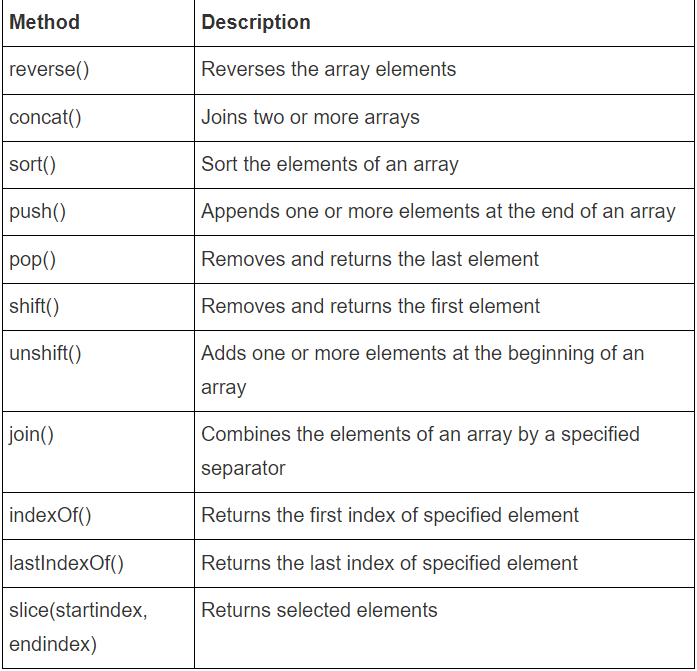 Method Description
reverse() Reverses the array elements
concat() Joins two or more arrays
sort() Sort the elements of an array
push() Appends one or more elements at the end of an array
pop() Removes and returns the last element
shift() Removes and returns the first element
unshift() Adds one or more elements at the beginning of an
array
join() Combines the elements of an array by a specified
separator
indexOf() Returns the first index of specified element
lastIndexOf() Returns the last index of specified element
slice(startindex, Returns selected elements
endindex)